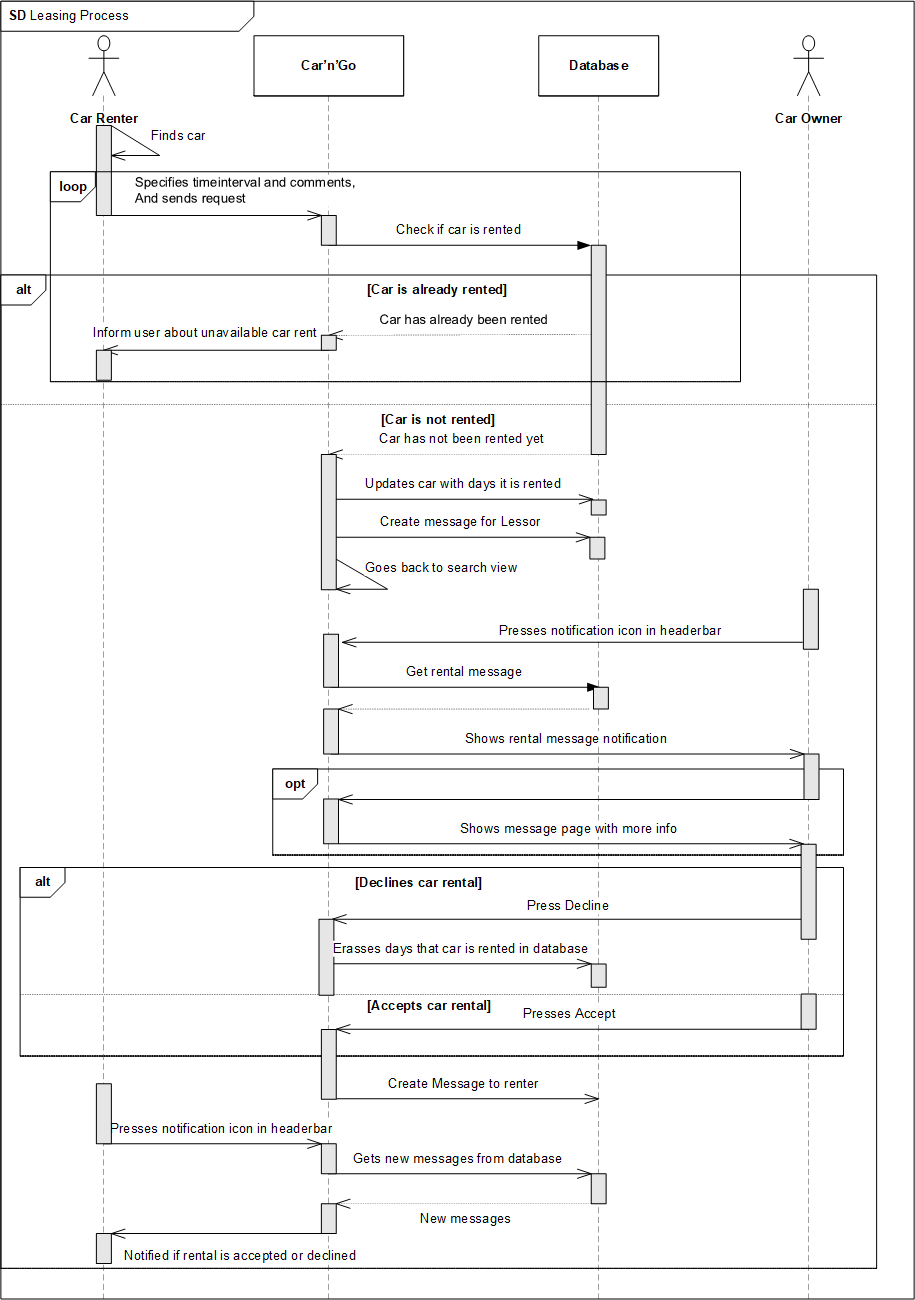 SD Leasing Process
Car'n'Go
Database
Car Renter
Car Owner
Finds car
loop
Specifies timeinterval and comments,
And sends request
Check if car is rented
alt
[Car is already rented]
Car has already been rented
Inform user about unavailable car rent
[Car is not rented]
Car has not been rented yet
Updates car with days it is rented
Create message for Lessor
Goes back to search view
Presses notification icon in headerbar
Get rental message
Shows rental message notification
opt
Shows message page with more info
alt
[Declines car rental]
Press Decline
Erasses days that car is rented in database
[Accepts car rental]
Presses Accept
Create Message to renter
Presses notification icon in headerbar
Gets new messages from database
New messages
Notified if rental is accepted or declined